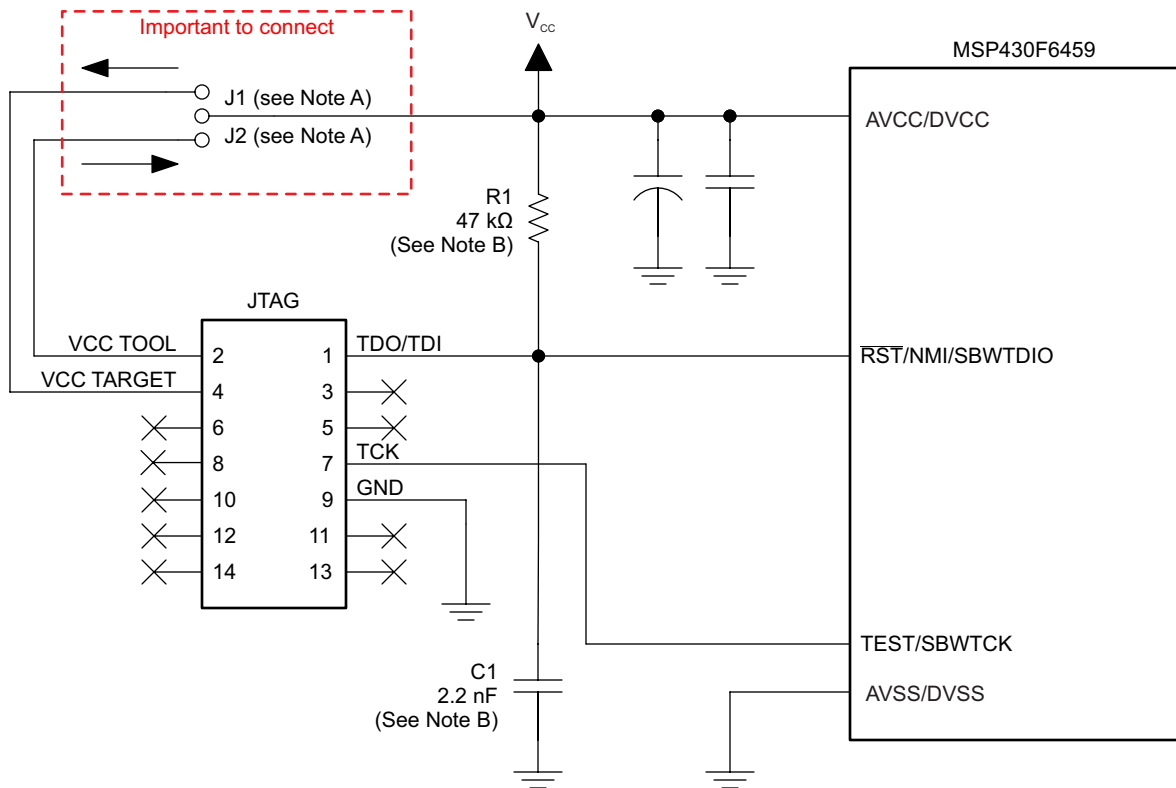 Important to connect
V_CC
MSP430F6459
J1 (see Note A)
J2 (see Note A)
AVCC/DVCC
R1
47 kΩ
(See Note B)
JTAG
VCC TOOL
2
1
TDO/TDI
R̅S̅T̅/NMI/SBWTDIO
VCC TARGET
4
3
6
5
8
7
TCK
10
9
GND
12
11
14
13
TEST/SBWTCK
C1
2.2 nF
(See Note B)
AVSS/DVSS